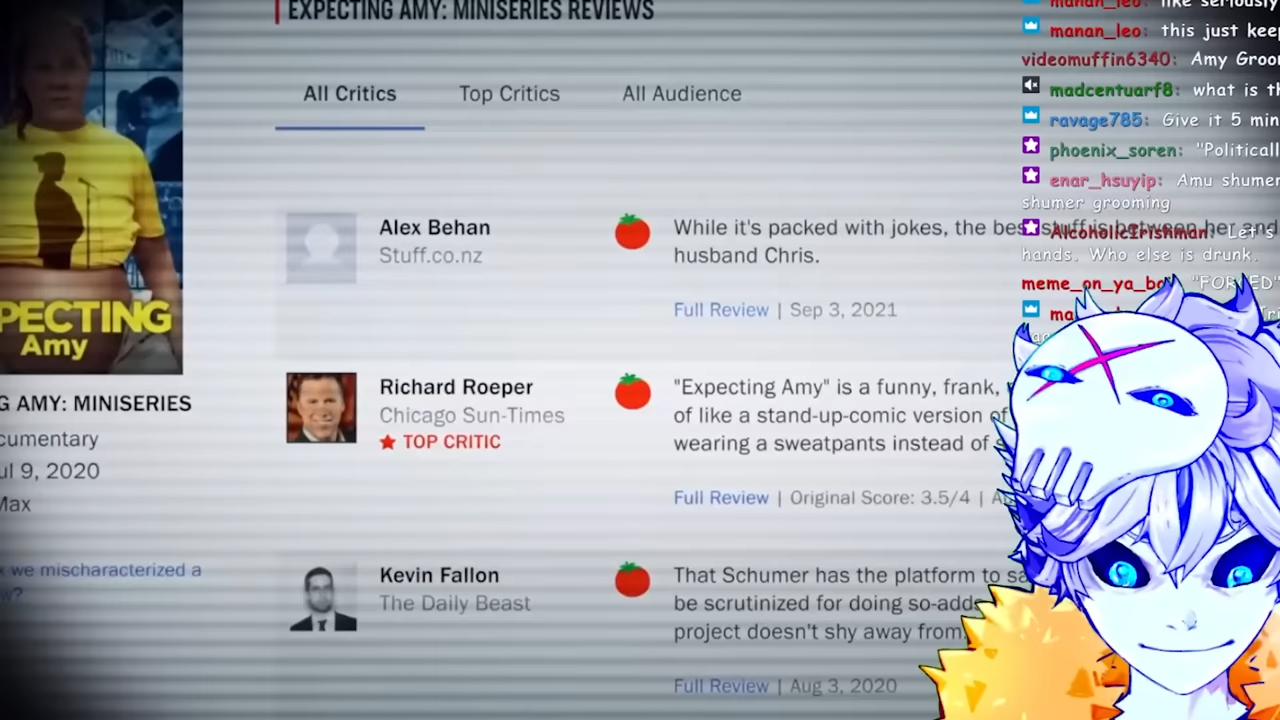 EXPECTING AMY: MINISERIES REVIEWS
All Critics Top Critics All Audience
PECTING
Amy
G AMY: MINISERIES
cumentary
ul 9, 2020
Max
we mischaracterized a
w?
Alex Behan
Stuff.co.nz
While it's packed with jokes, the best stuff is between her and
husband Chris.
Full Review | Sep 3, 2021
Richard Roeper
Chicago Sun-Times
TOP CRITIC
"Expecting Amy" is a funny, frank,
of like a stand-up-comic version of
wearing a sweatpants instead of
Full Review | Original Score: 3.5/4 |
Kevin Fallon
The Daily Beast
That Schumer has the platform to
be scrutinized for doing
project doesn't shy away from
Full Review | Aug 3, 2020
manan_leo: like seriously
manan_leo: this just keep
videomuffin6340: Amy Groo
madcentuarf8: what is th
ravage785: Give it 5 min
phoenix_soren: "Political
enar_hsuyip: Amu shumer
shumer grooming
AlcoholicIrishman: Let's
hands. Who else is drunk.
meme_on_ya_bo "FORCED"
ma